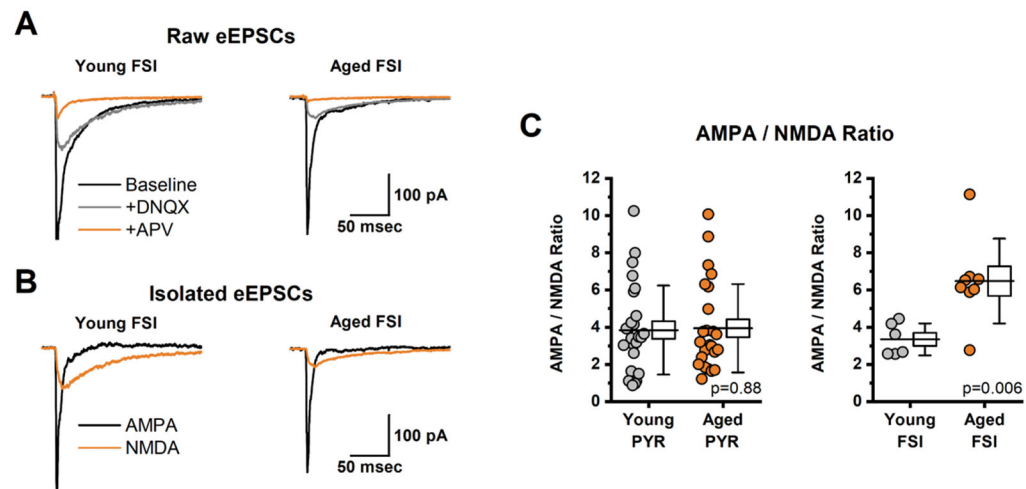 A
Raw eEPSCs
Young FSI
Aged FSI
Baseline
+DNQX
+APV
100 pA
50 msec
B
Isolated eEPSCs
Young FSI
Aged FSI
AMPA
NMDA
100 pA
50 msec
C
AMPA / NMDA Ratio
AMPA / NMDA Ratio
12
10
8
6
4
2
0
p=0.88
Young
PYR
Aged
PYR
AMPA / NMDA Ratio
12
10
8
6
4
2
0
p=0.006
Young
FSI
Aged
FSI